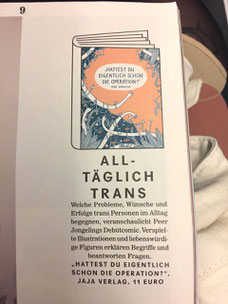 9
„HATTEST DU
EIGENTLICH SCHON
DIE OPERATION?“
ALL-
TÄGLICH
TRANS
Welche Probleme, Wünsche und
Erfolge trans Personen im Alltag
begegnen, veranschaulicht Peer
Jongelings Debütcomic. Verspiel-
te Illustrationen und liebenswürdi-
ge Figuren erklären Begriffe und
beantworten Fragen.
„HATTEST DU EIGENTLICH
SCHON DIE OPERATION?“,
JAJA VERLAG, 11 EURO